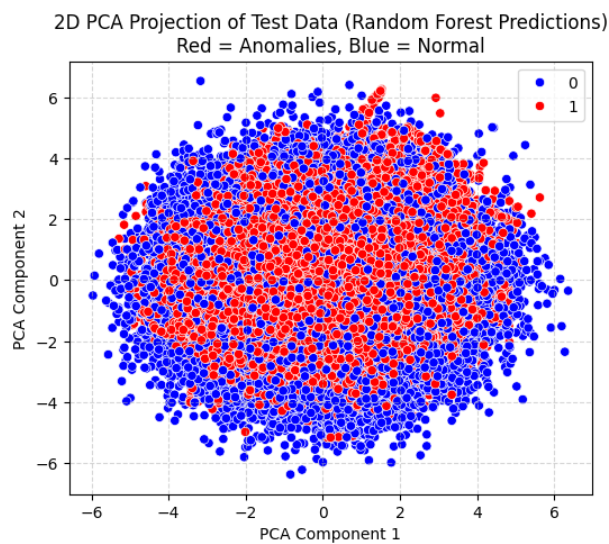 2D PCA Projection of Test Data (Random Forest Predictions)
Red = Anomalies, Blue = Normal
0
1
6
4
2
0
−2
−4
−6
PCA Component 2
−6 −4 −2 0 2 4 6
PCA Component 1